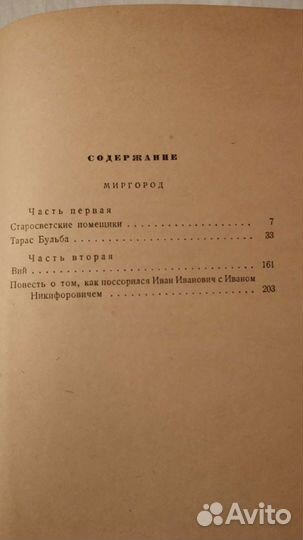 СОДЕРЖАНИЕ
МИРГОРОД
Часть первая
Старосветские помещики 7
Тарас Бульба 33
Часть вторая
Вий 161
Повесть о том, как поссорился Иван Иванович с Иваном
Никифоровичем 203
Avito